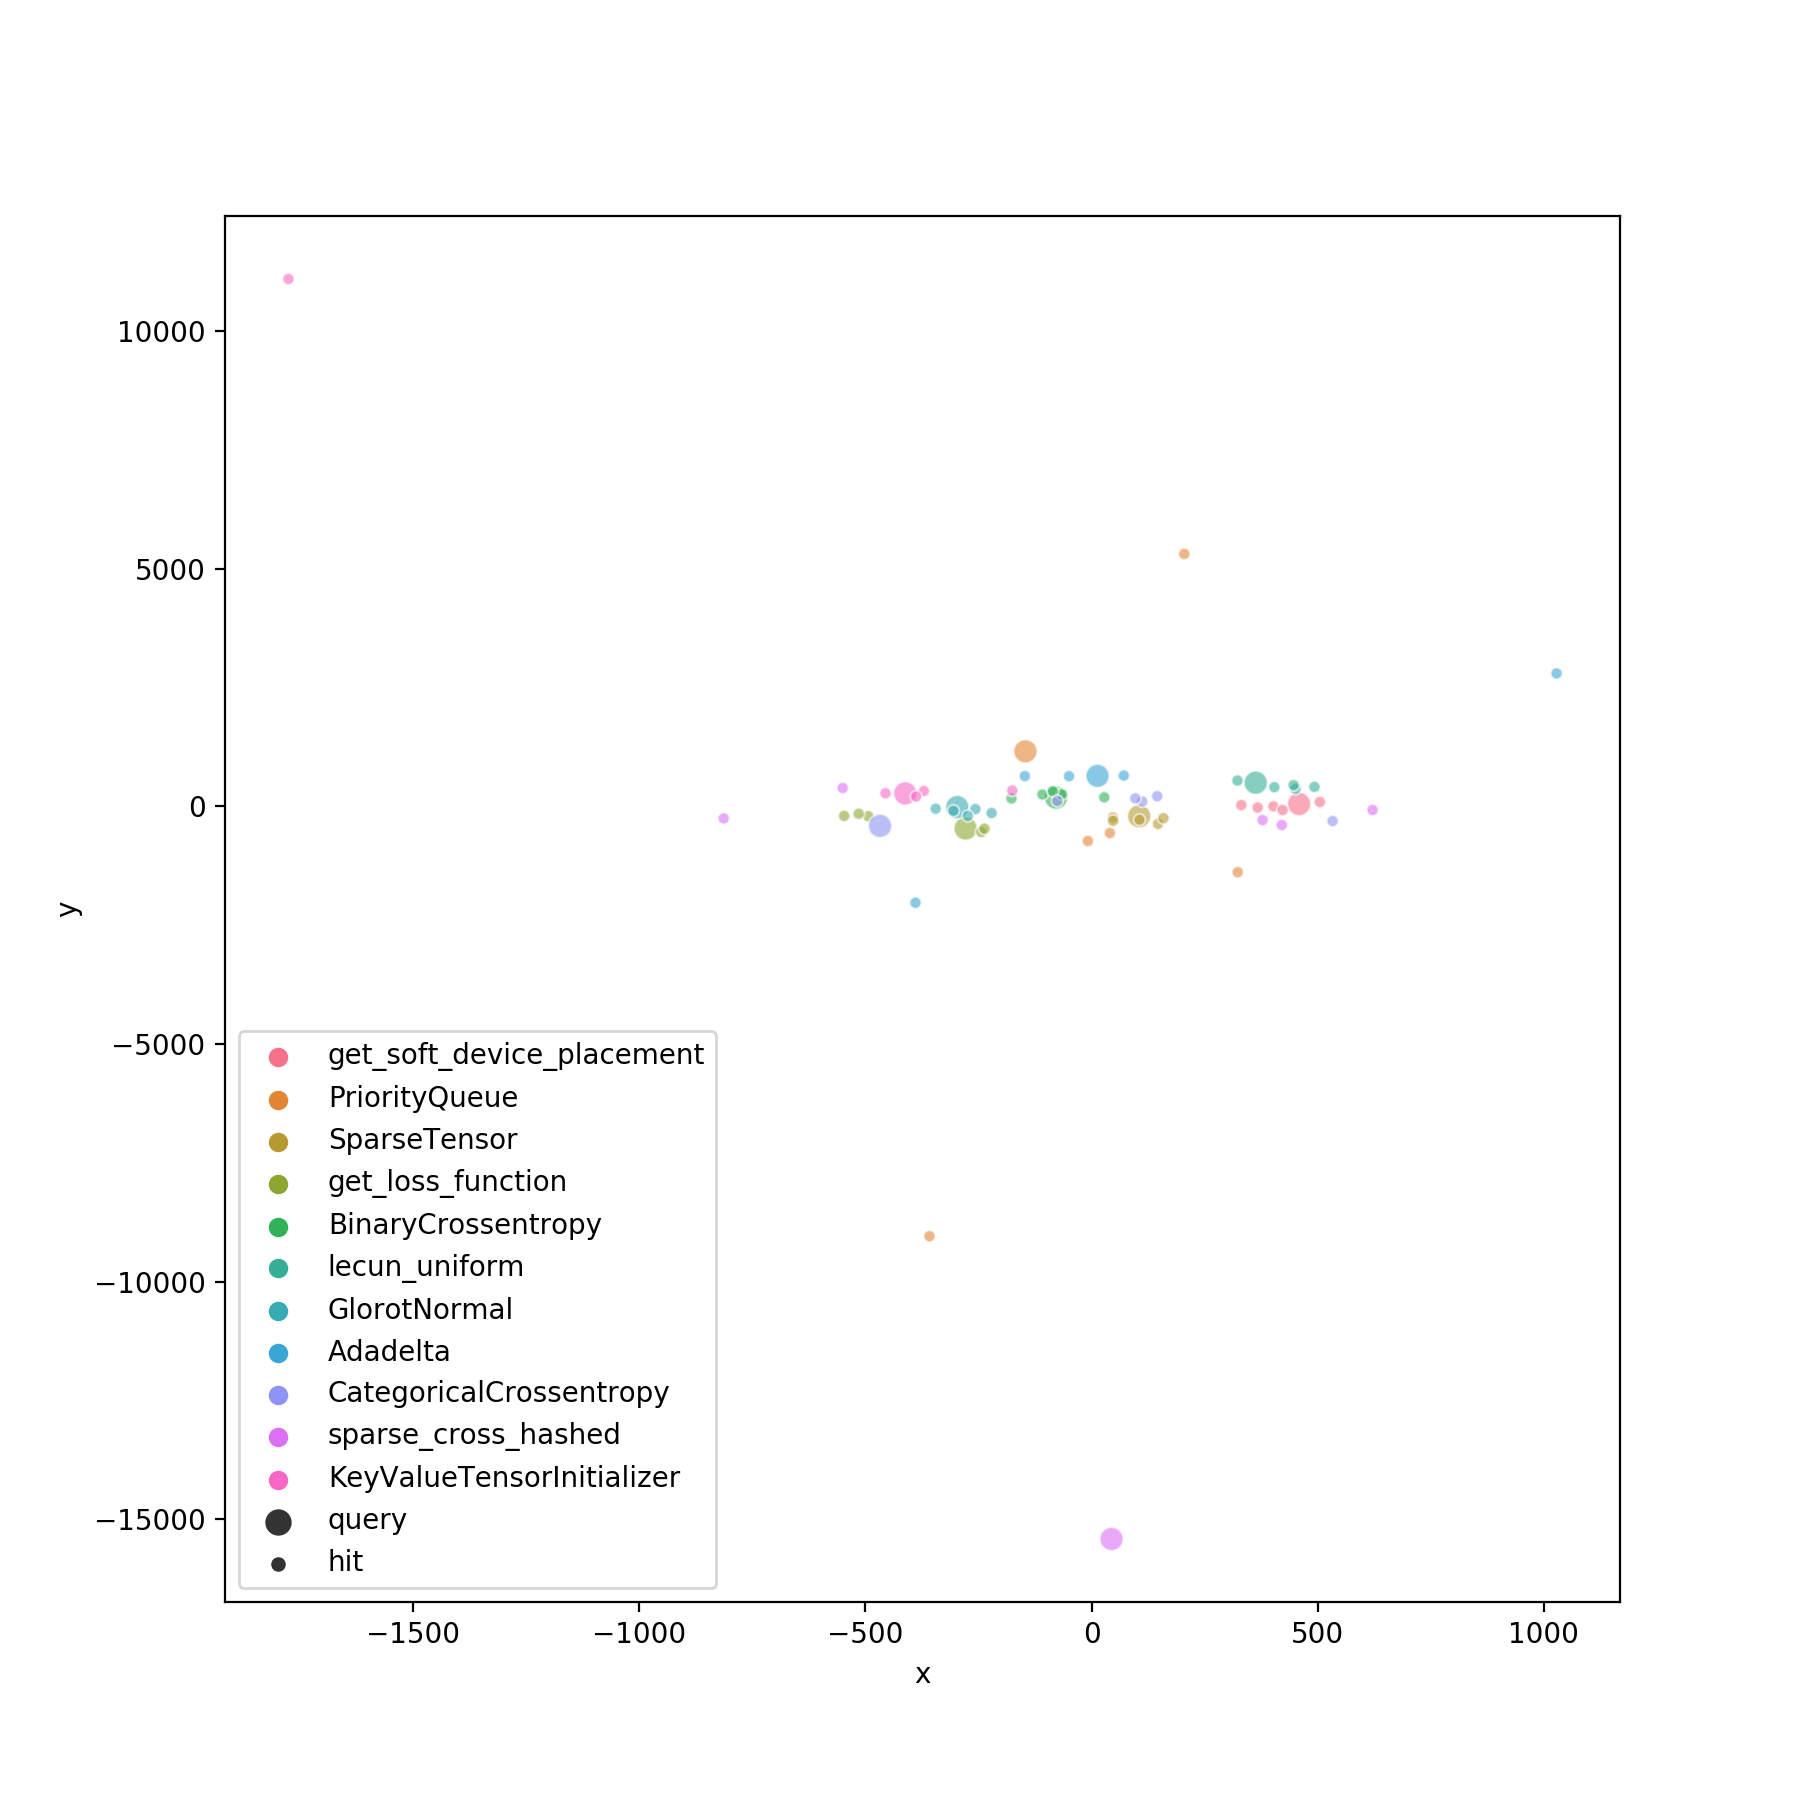 10000
5000
0
−5000
−10000
−15000
y
get_soft_device_placement
PriorityQueue
SparseTensor
get_loss_function
BinaryCrossentropy
lecun_uniform
GlorotNormal
Adadelta
CategoricalCrossentropy
sparse_cross_hashed
KeyValueTensorInitializer
query
hit
−1500 −1000 −500 0 500 1000
x